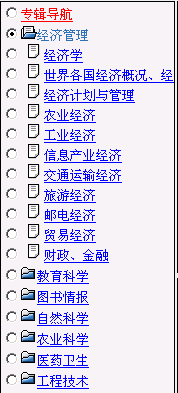 专辑导航
经济管理
经济学
世界各国经济概况、经
经济计划与管理
农业经济
工业经济
信息产业经济
交通运输经济
旅游经济
邮电经济
贸易经济
财政、金融
教育科学
图书情报
自然科学
农业科学
医药卫生
工程技术